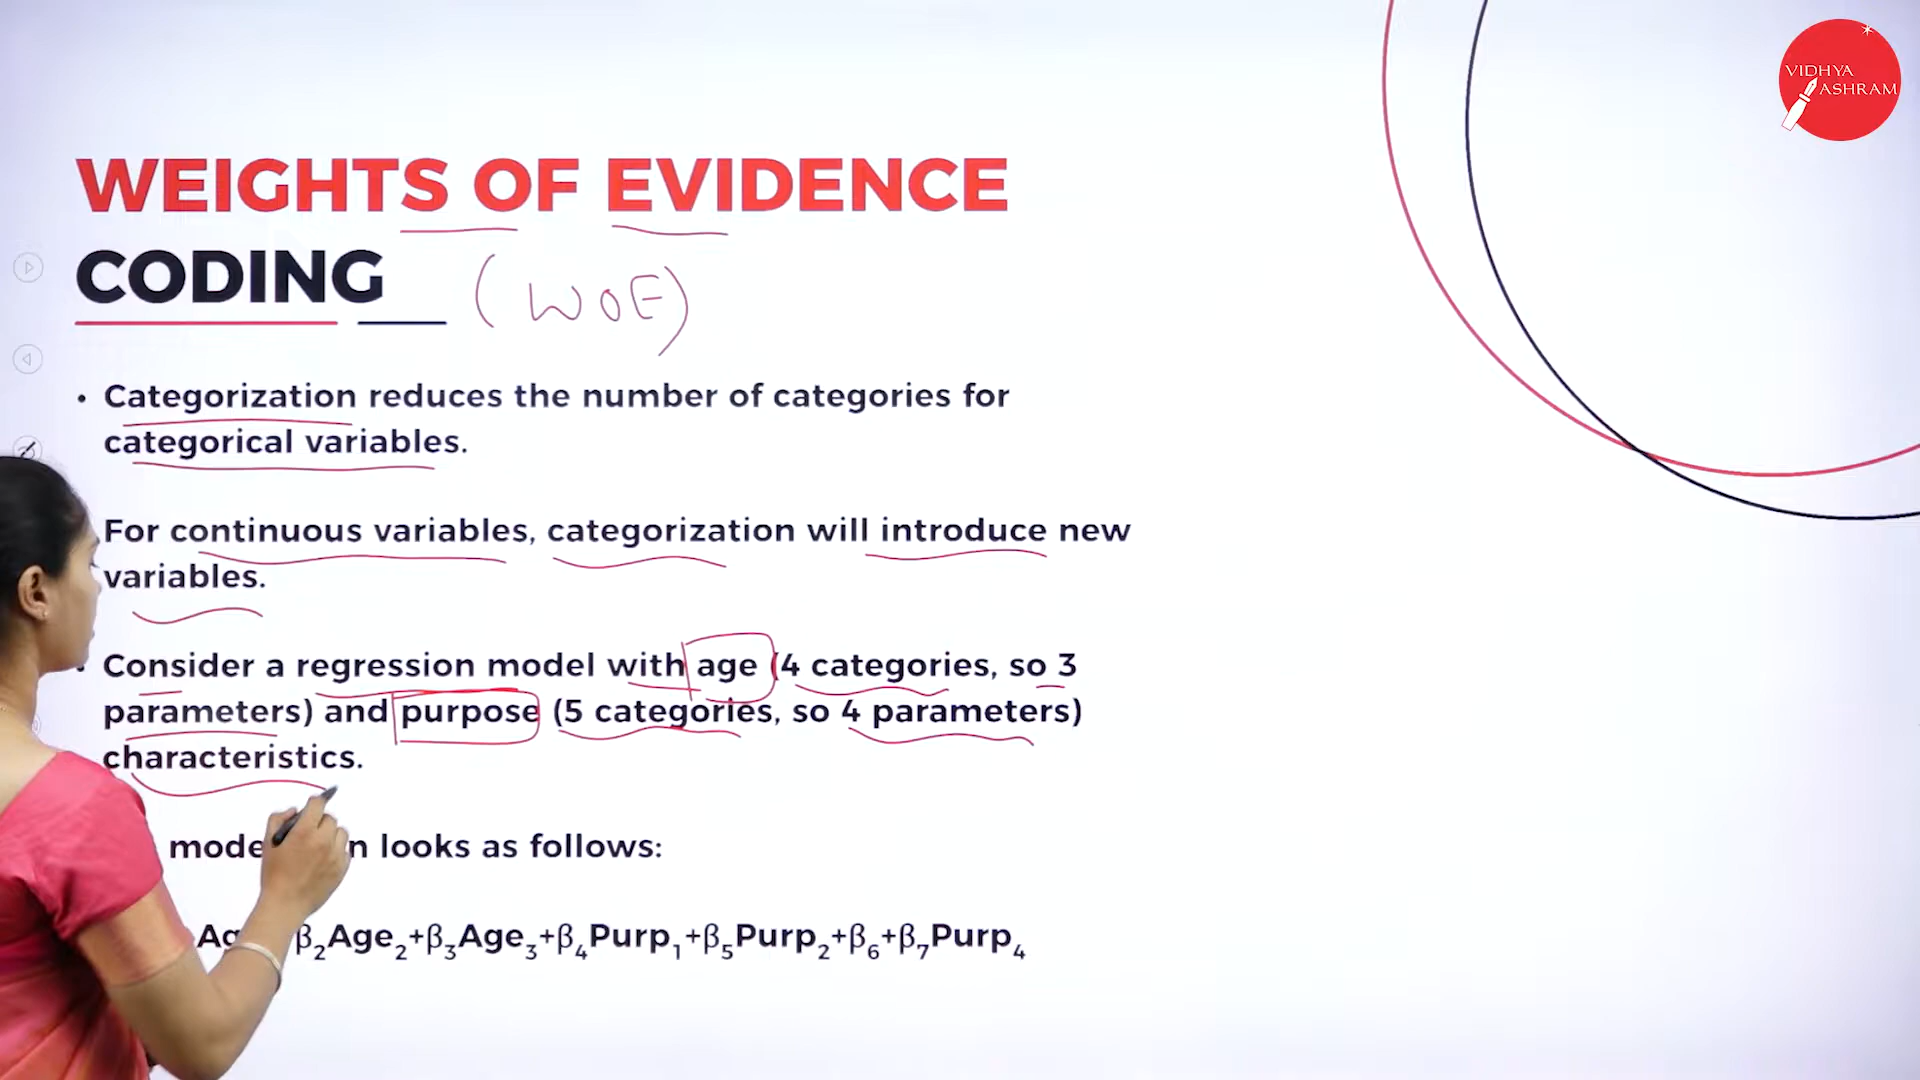 VIDHYA
ASHRAM
WEIGHTS OF EVIDENCE
CODING
(WOE)
• Categorization reduces the number of categories for
categorical variables.
For continuous variables, categorization will introduce new
variables.
• Consider a regression model with age (4 categories, so 3
parameters) and purpose (5 categories, so 4 parameters)
characteristics.
looks as follows:
β₂Age₂+β₃Age₃+β₄Purp₁+β₅Purp₂+β₆+β₇Purp₄